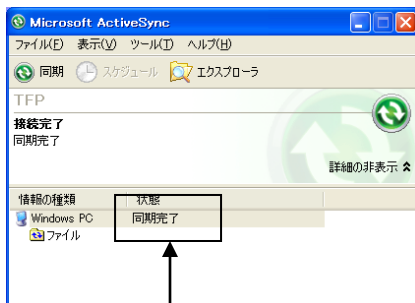 Microsoft ActiveSync
ファイル(F) 表示(V) ツール(T) ヘルプ(H)
同期 スケジュール エクスプローラ
TFP
接続完了
同期完了
詳細の非表示
情報の種類 状態
Windows PC 同期完了
ファイル